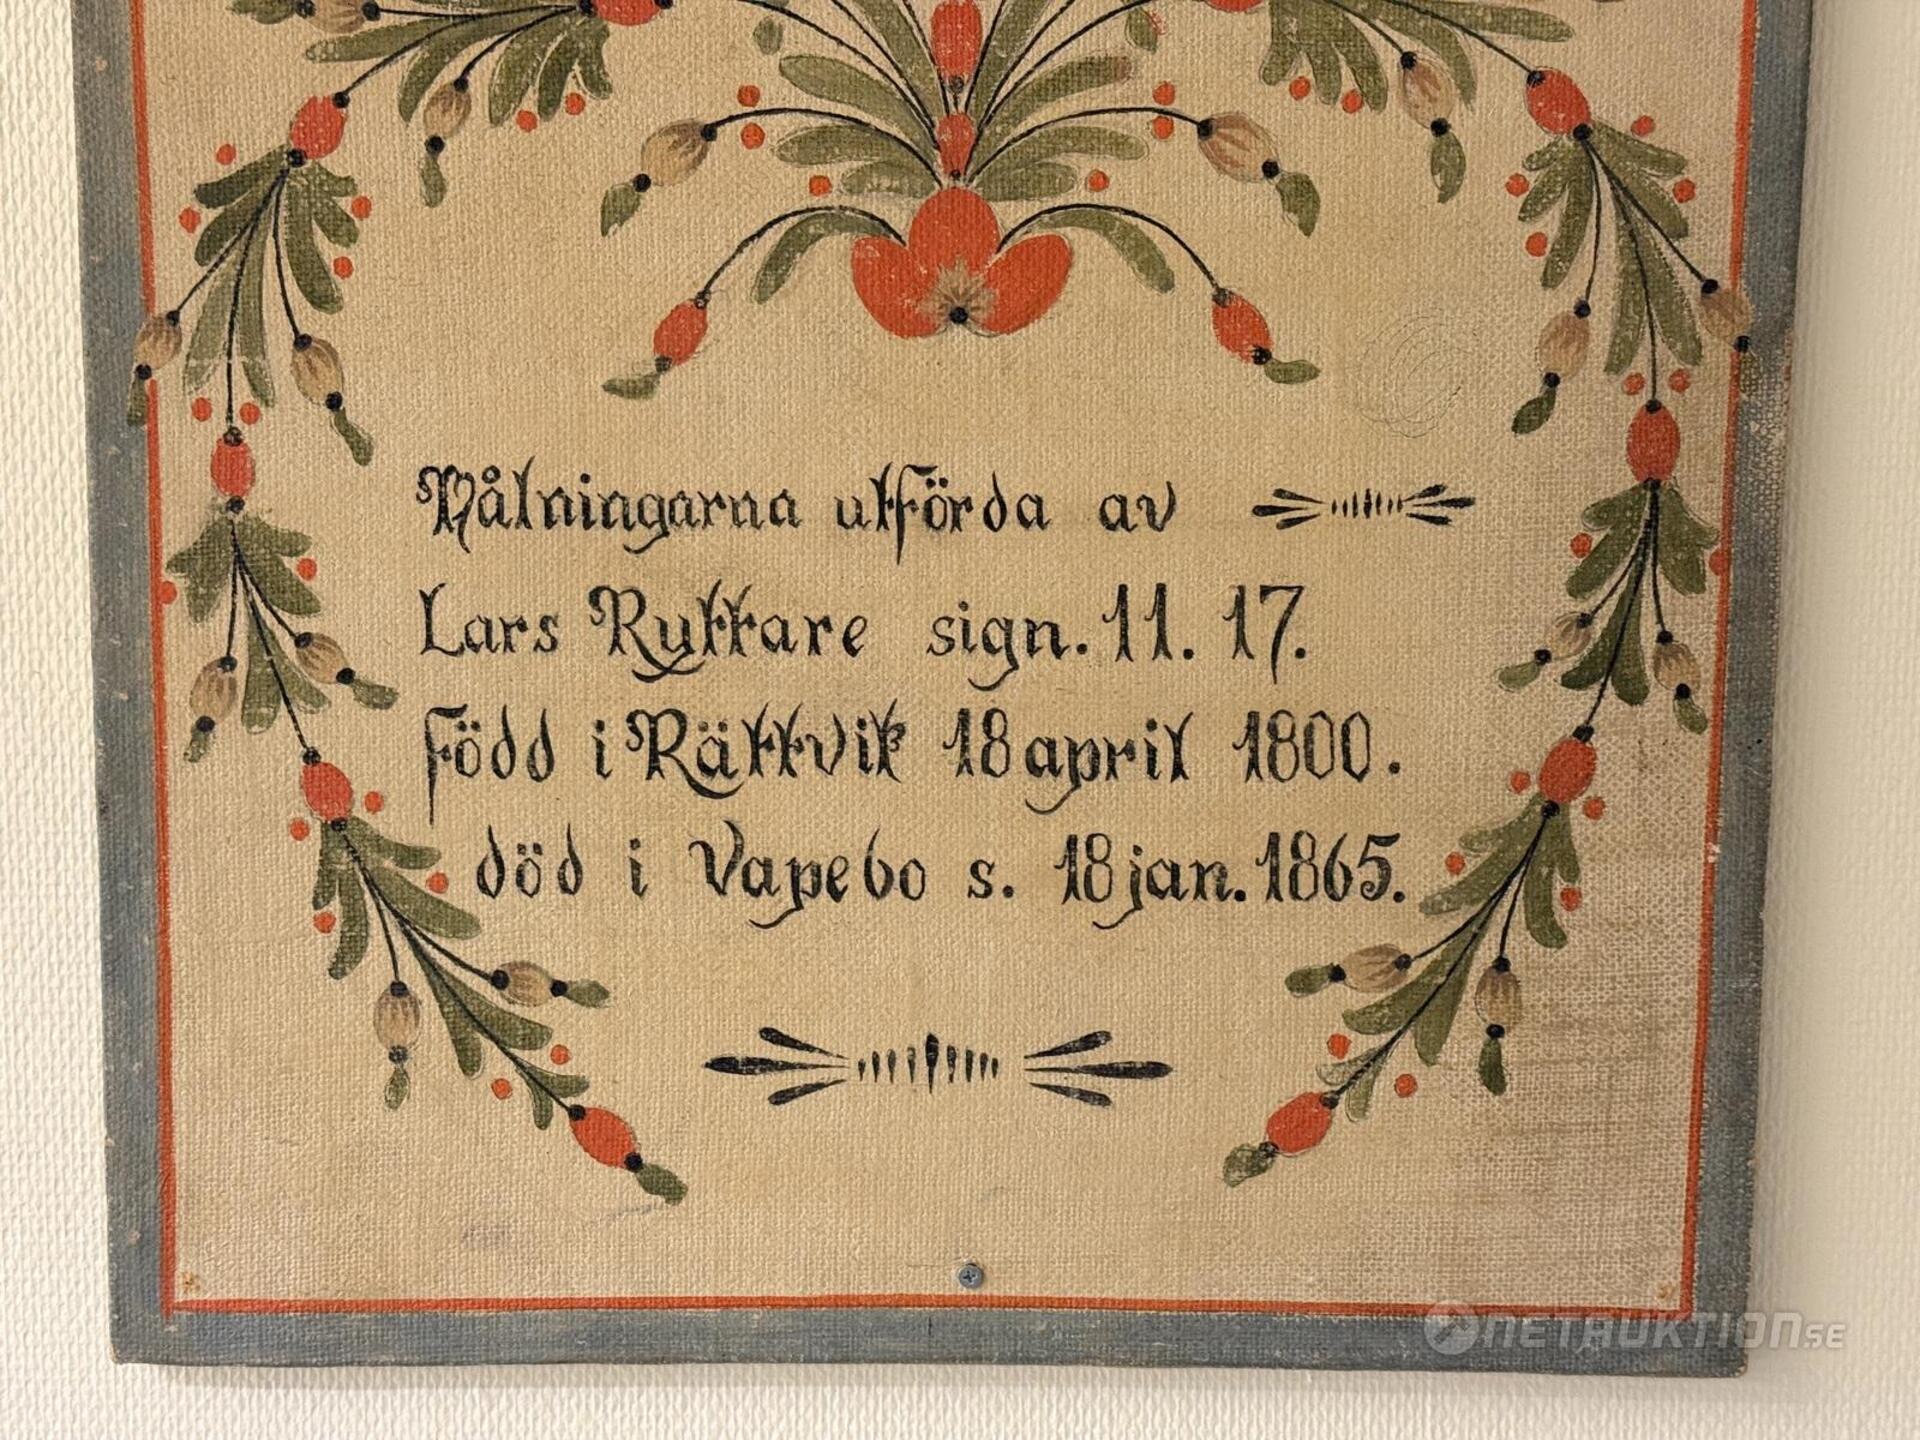 Målningarna utförda av
Lars Ryttare sign. 11. 17.
Född i Rättvik 18 april 1800.
död i Vapebo s. 18 jan. 1865.
NETAUKTION.SE